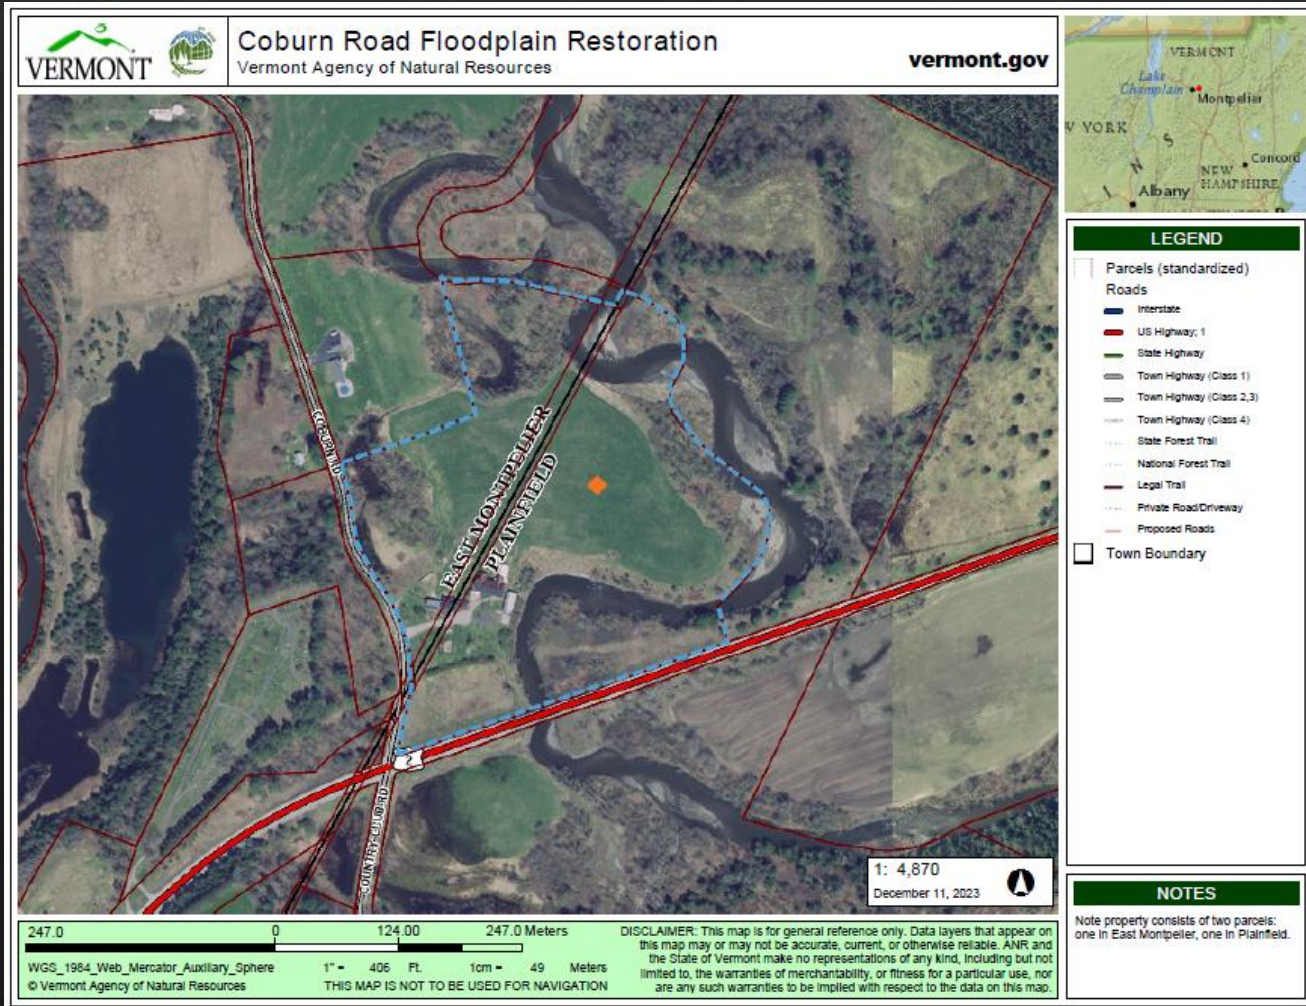 VERMONT
Coburn Road Floodplain Restoration
Vermont Agency of Natural Resources
vermont.gov
VERMONT
Lake
Champlain
Montpelier
W YORK
I N S
Concord
NEW
HAMPSHIRE
Albany
COBURN RD
EAST MONTPELIER
PLAINFIELD
2
COUNTRY CLUB RD
1: 4,870
December 11, 2023
LEGEND
Parcels (standardized)
Roads
Interstate
US Highway; 1
State Highway
Town Highway (Class 1)
Town Highway (Class 2,3)
Town Highway (Class 4)
State Forest Trail
National Forest Trail
Legal Trail
Private Road/Driveway
Proposed Roads
Town Boundary
NOTES
Note property consists of two parcels:
one in East Montpelier, one in Plainfield.
247.0 0 124.00 247.0 Meters
WGS_1984_Web_Mercator_Auxiliary_Sphere 1" = 406 Ft. 1cm = 49 Meters
© Vermont Agency of Natural Resources THIS MAP IS NOT TO BE USED FOR NAVIGATION
DISCLAIMER: This map is for general reference only. Data layers that appear on
this map may or may not be accurate, current, or otherwise reliable. ANR and
the State of Vermont make no representations of any kind, including but not
limited to, the warranties of merchantability, or fitness for a particular use, nor
are any such warranties to be implied with respect to the data on this map.